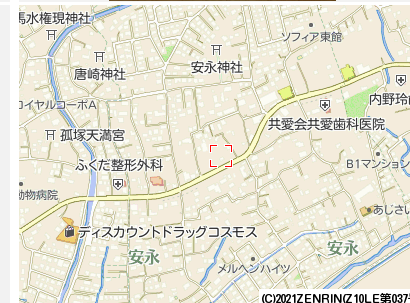 馬水権現神社
ソフィア東館
安永神社
唐崎神社
内野玲
ロイヤルコーポA
共愛会共愛歯科医院
孤塚天満宮
ふくだ整形外科
B1マンション
動物病院
あじさい
ディスカウントドラッグコスモス
安永
安永
メルベンハイツ
(C)2021ZENRIN(Z10LE第057